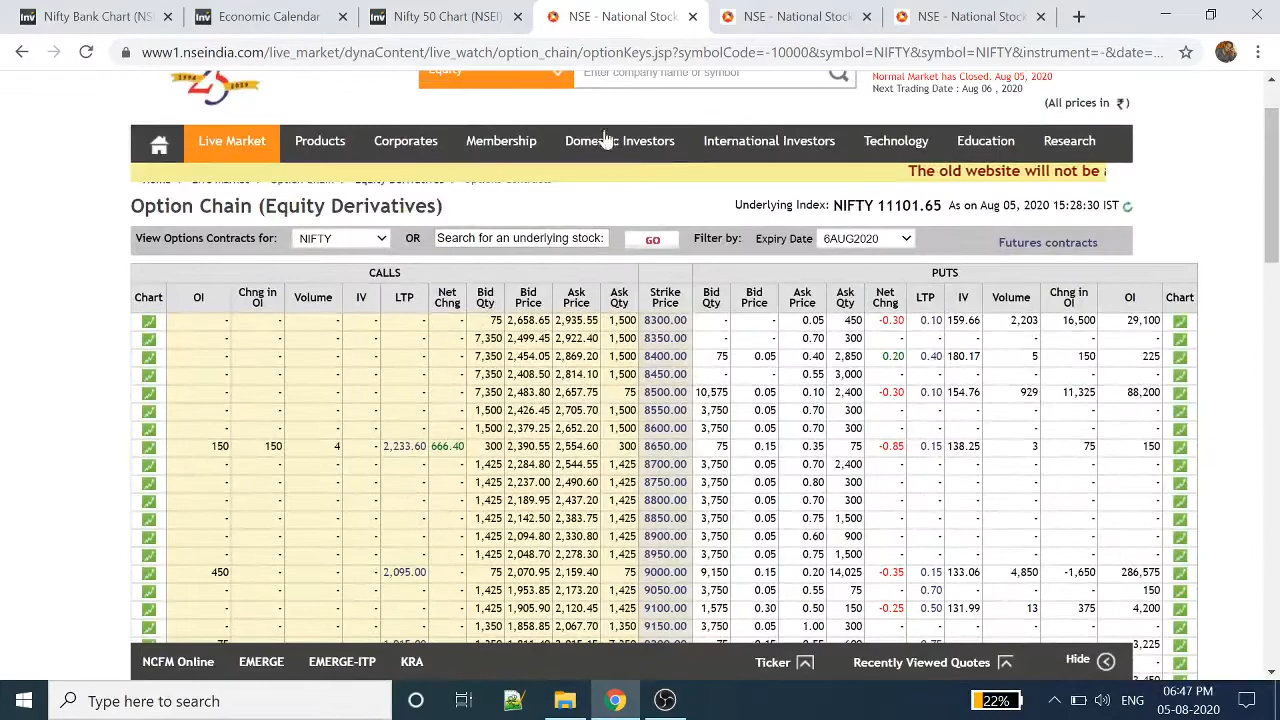 Nifty Bank Chart (NSEBA
Economic Calendar
Nifty 50 Chart (NSEI)
NSE - National Stock
NSE - National Stock
NSE - National Stock
www1.nseindia.com/live_market/dynaContent/live_watch/option_chain/optionKeys.jsp?symbolCode=-10000&symbol=NIFTY&symbol=NIFTY&instrument=-&date=...
Equity
Enter company name or symbol
Normal Market has Closed. Aug 05, 2020
Next Trading Date : Aug 06 , 2020
(All prices in ₹)
Live Market Products Corporates Membership Domestic Investors International Investors Technology Education Research
The old website will not be a
Option Chain (Equity Derivatives)
Underlying Index: NIFTY 11101.65 As on Aug 05, 2020 15:28:30 IST
View Options Contracts for: NIFTY OR Search for an underlying stock: GO Filter by: Expiry Date 6AUG2020 Futures contracts
CALLS PUTS
Chart OI Chng in OI Volume IV LTP Net Chng Bid Qty Bid Price Ask Price Ask Qty Strike Price Bid Qty Bid Price Ask Price Ask Qty Net Chng LTP IV Volume Chng in OI OI Chart
- - - - - - 75 2,658.65 2,935.55 1,500 8300.00 - - 0.05 450 -0.30 0.10 159.66 2,203 16,500 29,100
- - - - - - 7,350 2,499.45 2,922.40 1,500 8350.00 - - 0.70 300 - - - - - -
- - - - - - 7,350 2,454.05 2,869.20 1,500 8400.00 75 0.05 0.40 2,850 0.20 0.40 180.17 5 150 225
- - - - - - 7,350 2,408.50 2,814.10 1,500 8450.00 - - 0.55 3,000 - - - - - -
- - - - - - 7,350 2,483.80 2,657.75 75 8500.00 10,575 0.05 0.10 2,400 -0.30 0.10 154.76 929 11,325 88,200
- - - - - - 1,500 2,426.45 2,705.70 1,500 8550.00 3,750 0.05 0.70 300 - - - - - -
- - - - - - 1,500 2,379.25 2,652.20 1,500 8600.00 3,750 0.05 0.70 300 - - - - - -
150 150 4 - 2,233.60 666.40 300 2,390.55 2,554.60 300 8650.00 75 0.15 0.35 75 -0.85 0.15 138.25 3 75 150
- - - - - - 1,425 2,284.80 2,544.55 1,425 8700.00 3,750 0.05 0.70 2,400 - - - - - -
- - - - - - 1,425 2,237.00 2,490.60 1,425 8750.00 3,750 0.05 0.80 300 - - - - - -
- - - - - - 1,425 2,189.95 2,437.20 1,425 8800.00 3,750 0.05 0.70 - - - - - -
- - - - - - 1,425 2,142.50 2,383.75 1,425 8850.00 3,750 0.05 0.75 1,500 - - - - - -
- - - - - - 1,425 2,094.80 2,330.80 1,425 8900.00 3,750 0.05 0.60 900 - - - - - -
- - - - - - 1,425 2,048.70 2,278.30 1,425 8950.00 3,750 0.05 0.75 - - - - - -
450 - - - 2,095.00 - 75 2,070.95 2,159.40 75 9000.00 9,150 0.15 0.20 14,025 -0.35 0.15 133.06 4,850 -1,650 286,575
- - - - - - 1,425 1,953.85 2,173.20 1,425 9050.00 3,750 0.05 0.55 75 - 0.70 - - - 150
- - - - - - 1,425 1,905.90 2,120.45 1,425 9100.00 1,575 0.30 0.50 150 -0.25 0.50 131.99 13 375 4,200
- - - - - - 1,350 1,858.85 2,067.70 1,350 9150.00 3,750 0.05 1.00 300 - - - - - -
NCFM Online EMERGE EMERGE-ITP KRA Ticker Recently Viewed Quotes Hide
Type here to search
22%
ENG
06:47 PM
05-08-2020